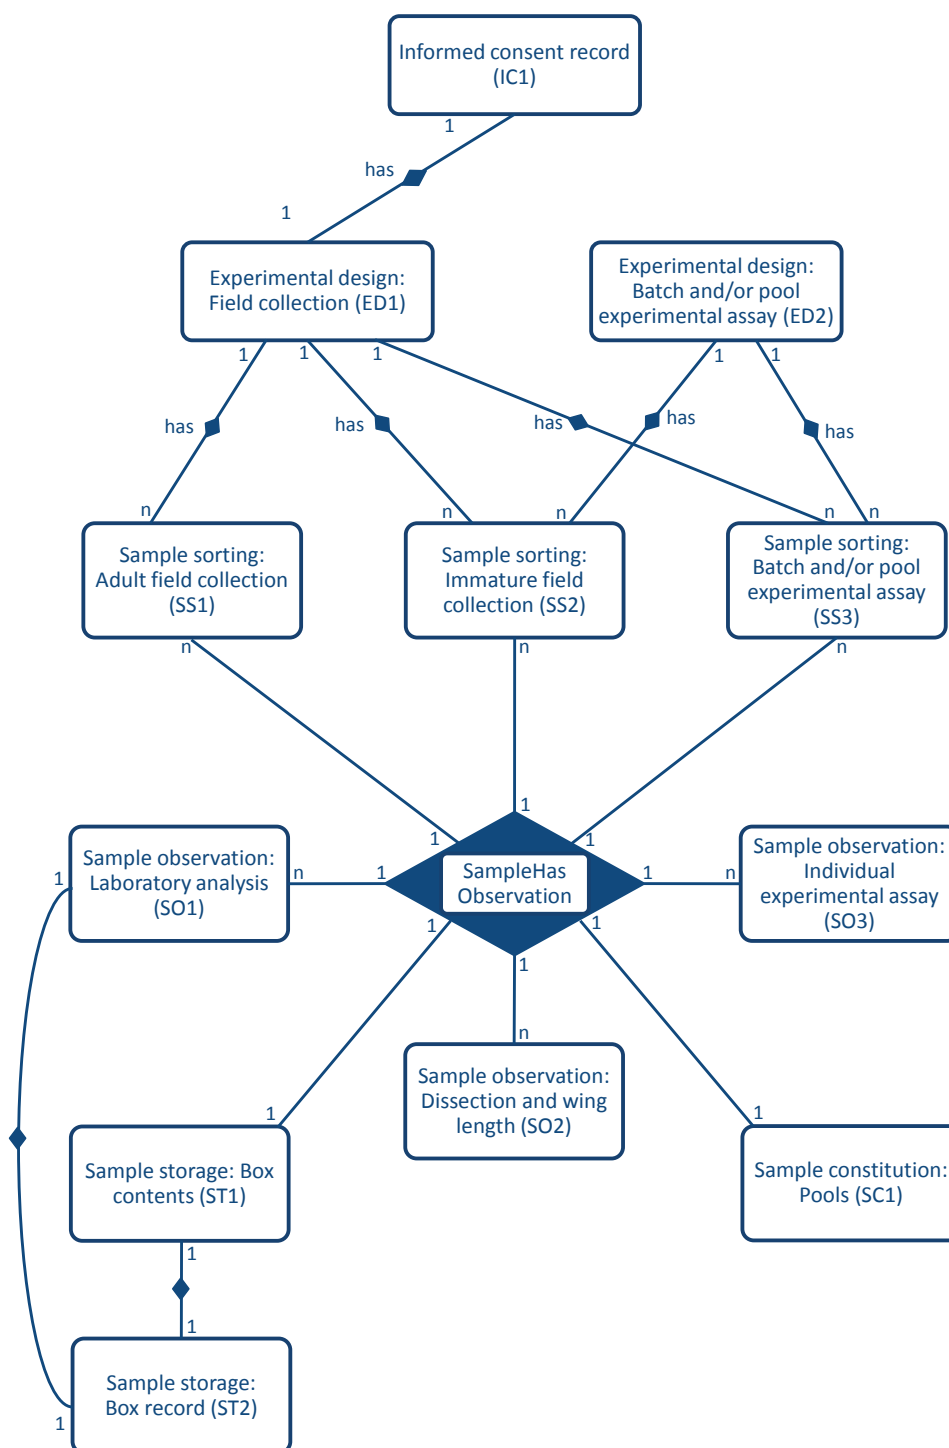 Informed consent record
(IC1)
1
has
1
Experimental design:
Field collection (ED1)
Experimental design:
Batch and/or pool
experimental assay (ED2)
1
1
1
1
1
has
has
has
has
has
n
n
n
n
n
Sample sorting:
Adult field collection
(SS1)
Sample sorting:
Immature field
collection (SS2)
Sample sorting:
Batch and/or pool
experimental assay
(SS3)
n
n
n
1
1
1
Sample observation:
Laboratory analysis
(SO1)
1
n
1
SampleHas
Observation
1
n
Sample observation:
Individual
experimental assay
(SO3)
1
1
1
n
Sample observation:
Dissection and wing
length (SO2)
1
1
Sample storage: Box
contents (ST1)
Sample constitution:
Pools (SC1)
1
1
Sample storage:
Box record (ST2)
1